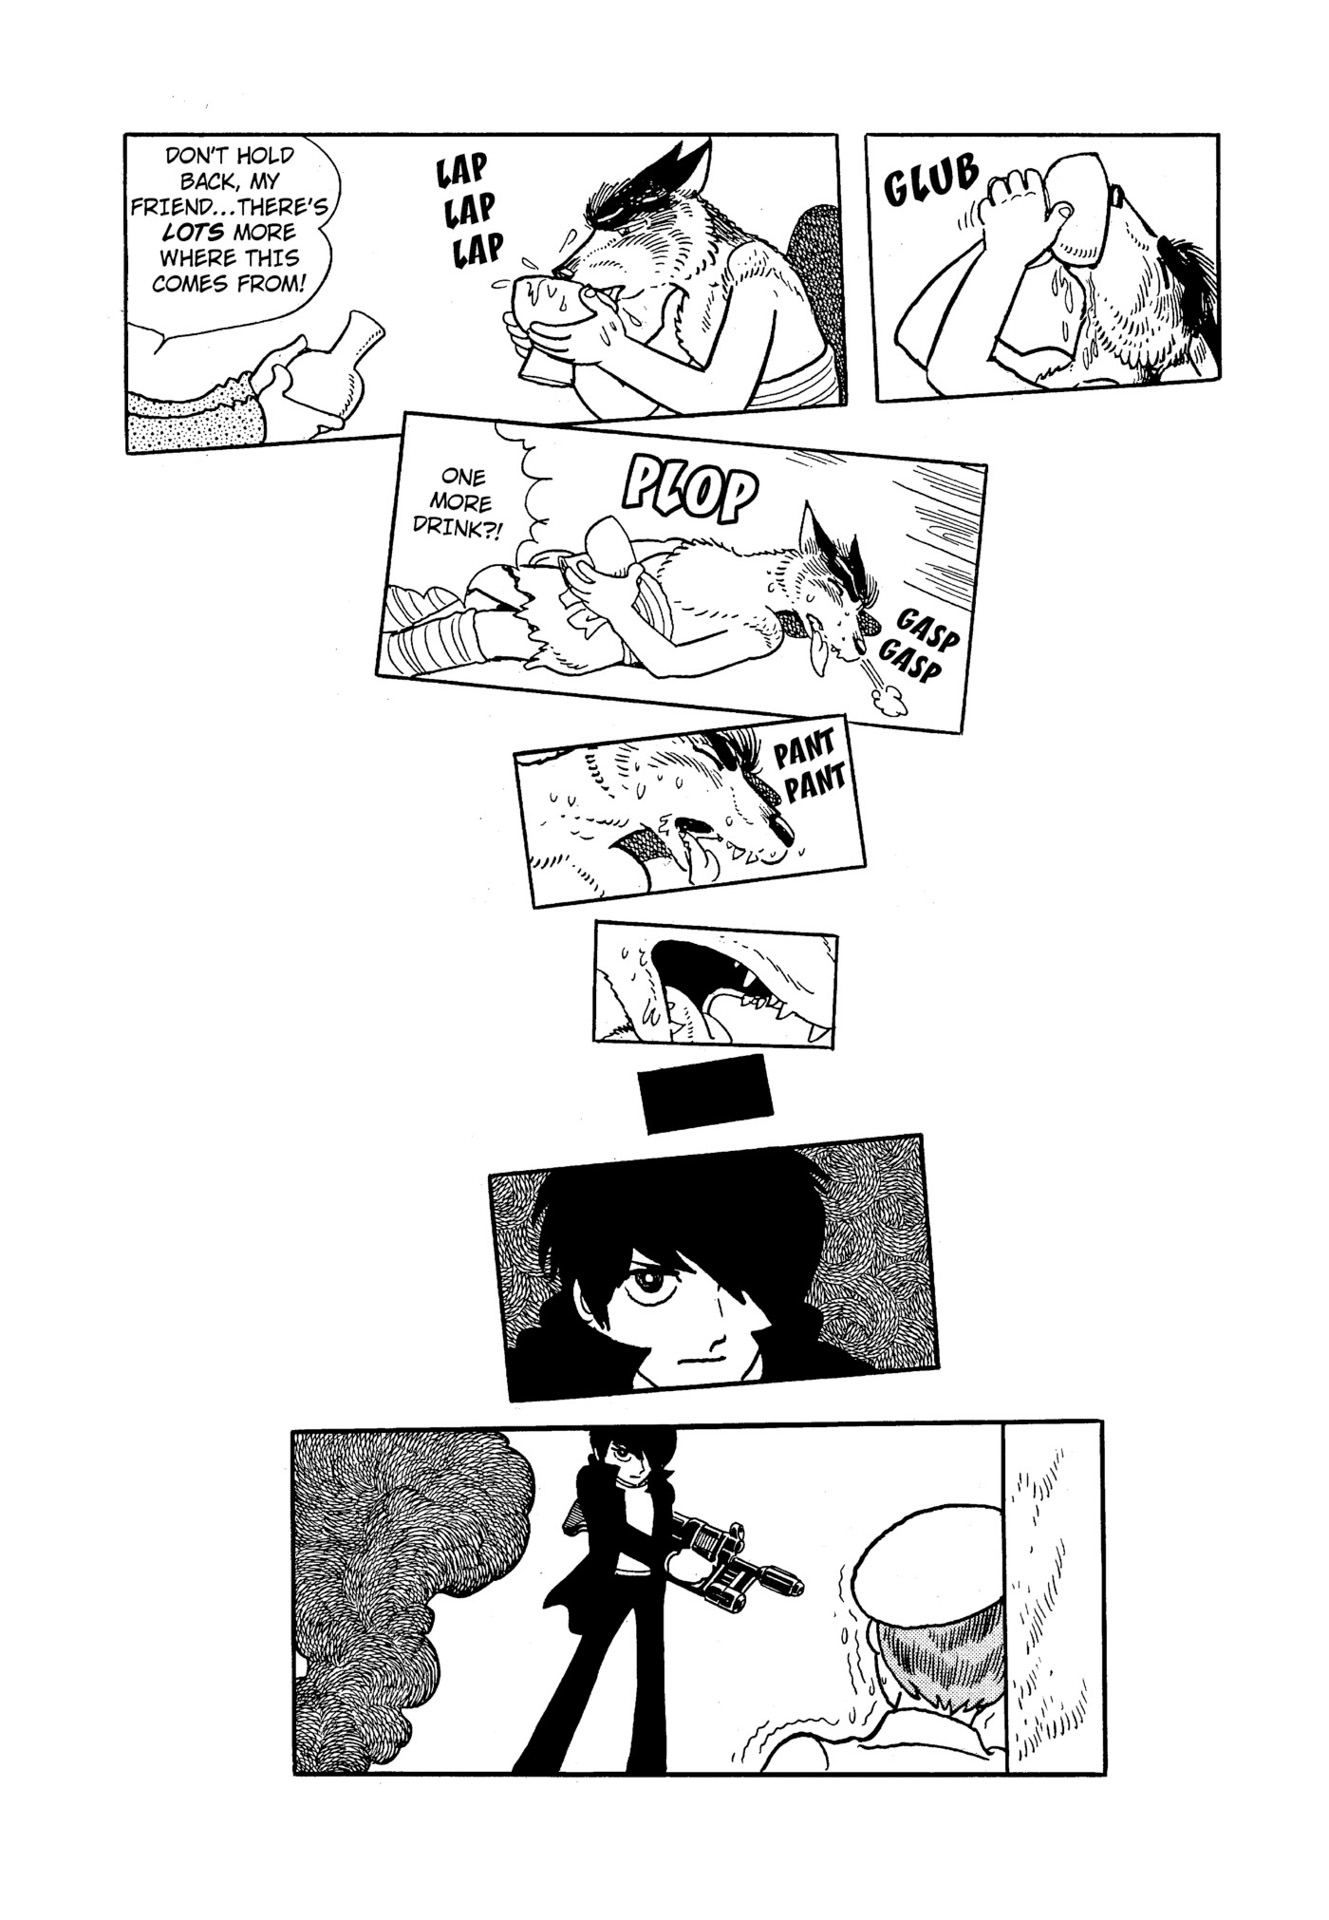 DON'T HOLD
BACK, MY
FRIEND...THERE'S
LOTS MORE
WHERE THIS
COMES FROM!
LAP
LAP
LAP
GLUB
ONE
MORE
DRINK?!
PLOP
GASP
GASP
PANT
PANT